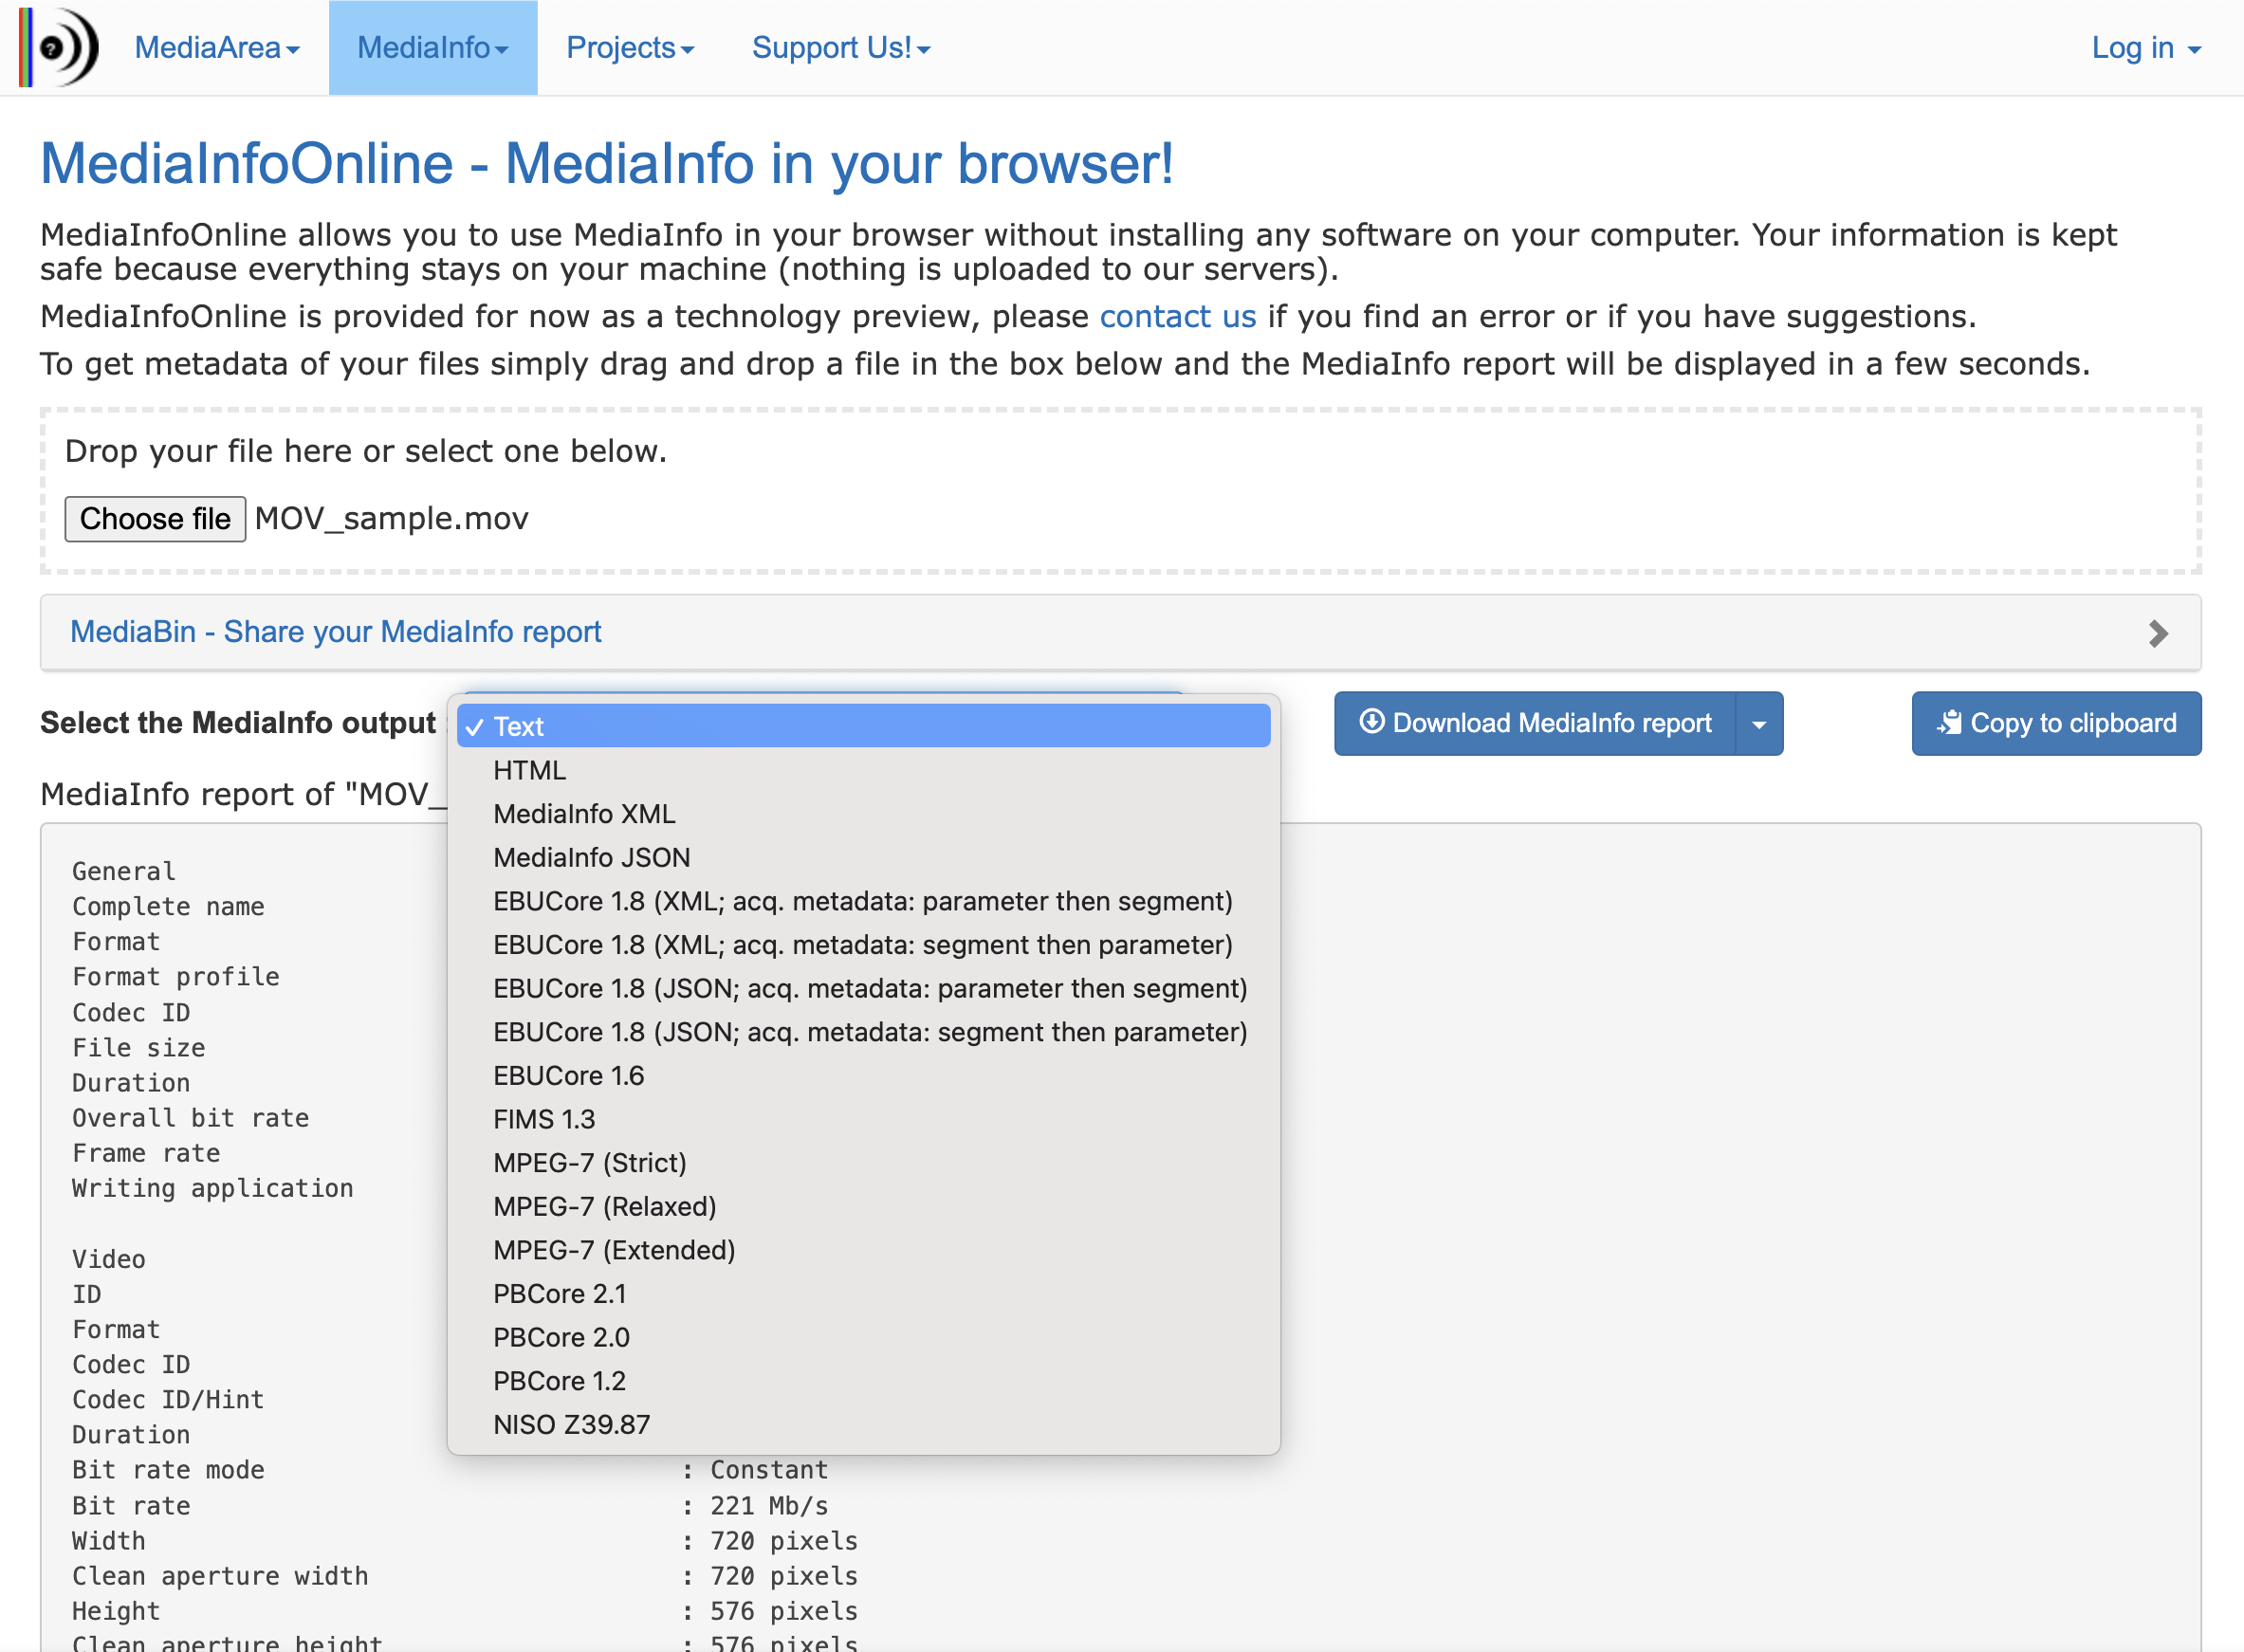 MediaArea MediaInfo Projects Support Us! Log in
MediaInfoOnline - MediaInfo in your browser!
MediaInfoOnline allows you to use MediaInfo in your browser without installing any software on your computer. Your information is kept
safe because everything stays on your machine (nothing is uploaded to our servers).
MediaInfoOnline is provided for now as a technology preview, please contact us if you find an error or if you have suggestions.
To get metadata of your files simply drag and drop a file in the box below and the MediaInfo report will be displayed in a few seconds.
Drop your file here or select one below.
Choose file MOV_sample.mov
MediaBin - Share your MediaInfo report
Select the MediaInfo output
Download MediaInfo report
Copy to clipboard
✓ Text
HTML
MediaInfo XML
MediaInfo JSON
EBUCore 1.8 (XML; acq. metadata: parameter then segment)
EBUCore 1.8 (XML; acq. metadata: segment then parameter)
EBUCore 1.8 (JSON; acq. metadata: parameter then segment)
EBUCore 1.8 (JSON; acq. metadata: segment then parameter)
EBUCore 1.6
FIMS 1.3
MPEG-7 (Strict)
MPEG-7 (Relaxed)
MPEG-7 (Extended)
PBCore 2.1
PBCore 2.0
PBCore 1.2
NISO Z39.87
MediaInfo report of "MOV_
General
Complete name
Format
Format profile
Codec ID
File size
Duration
Overall bit rate
Frame rate
Writing application
Video
ID
Format
Codec ID
Codec ID/Hint
Duration
Bit rate mode : Constant
Bit rate : 221 Mb/s
Width : 720 pixels
Clean aperture width : 720 pixels
Height : 576 pixels
Clean aperture height : 576 pixels